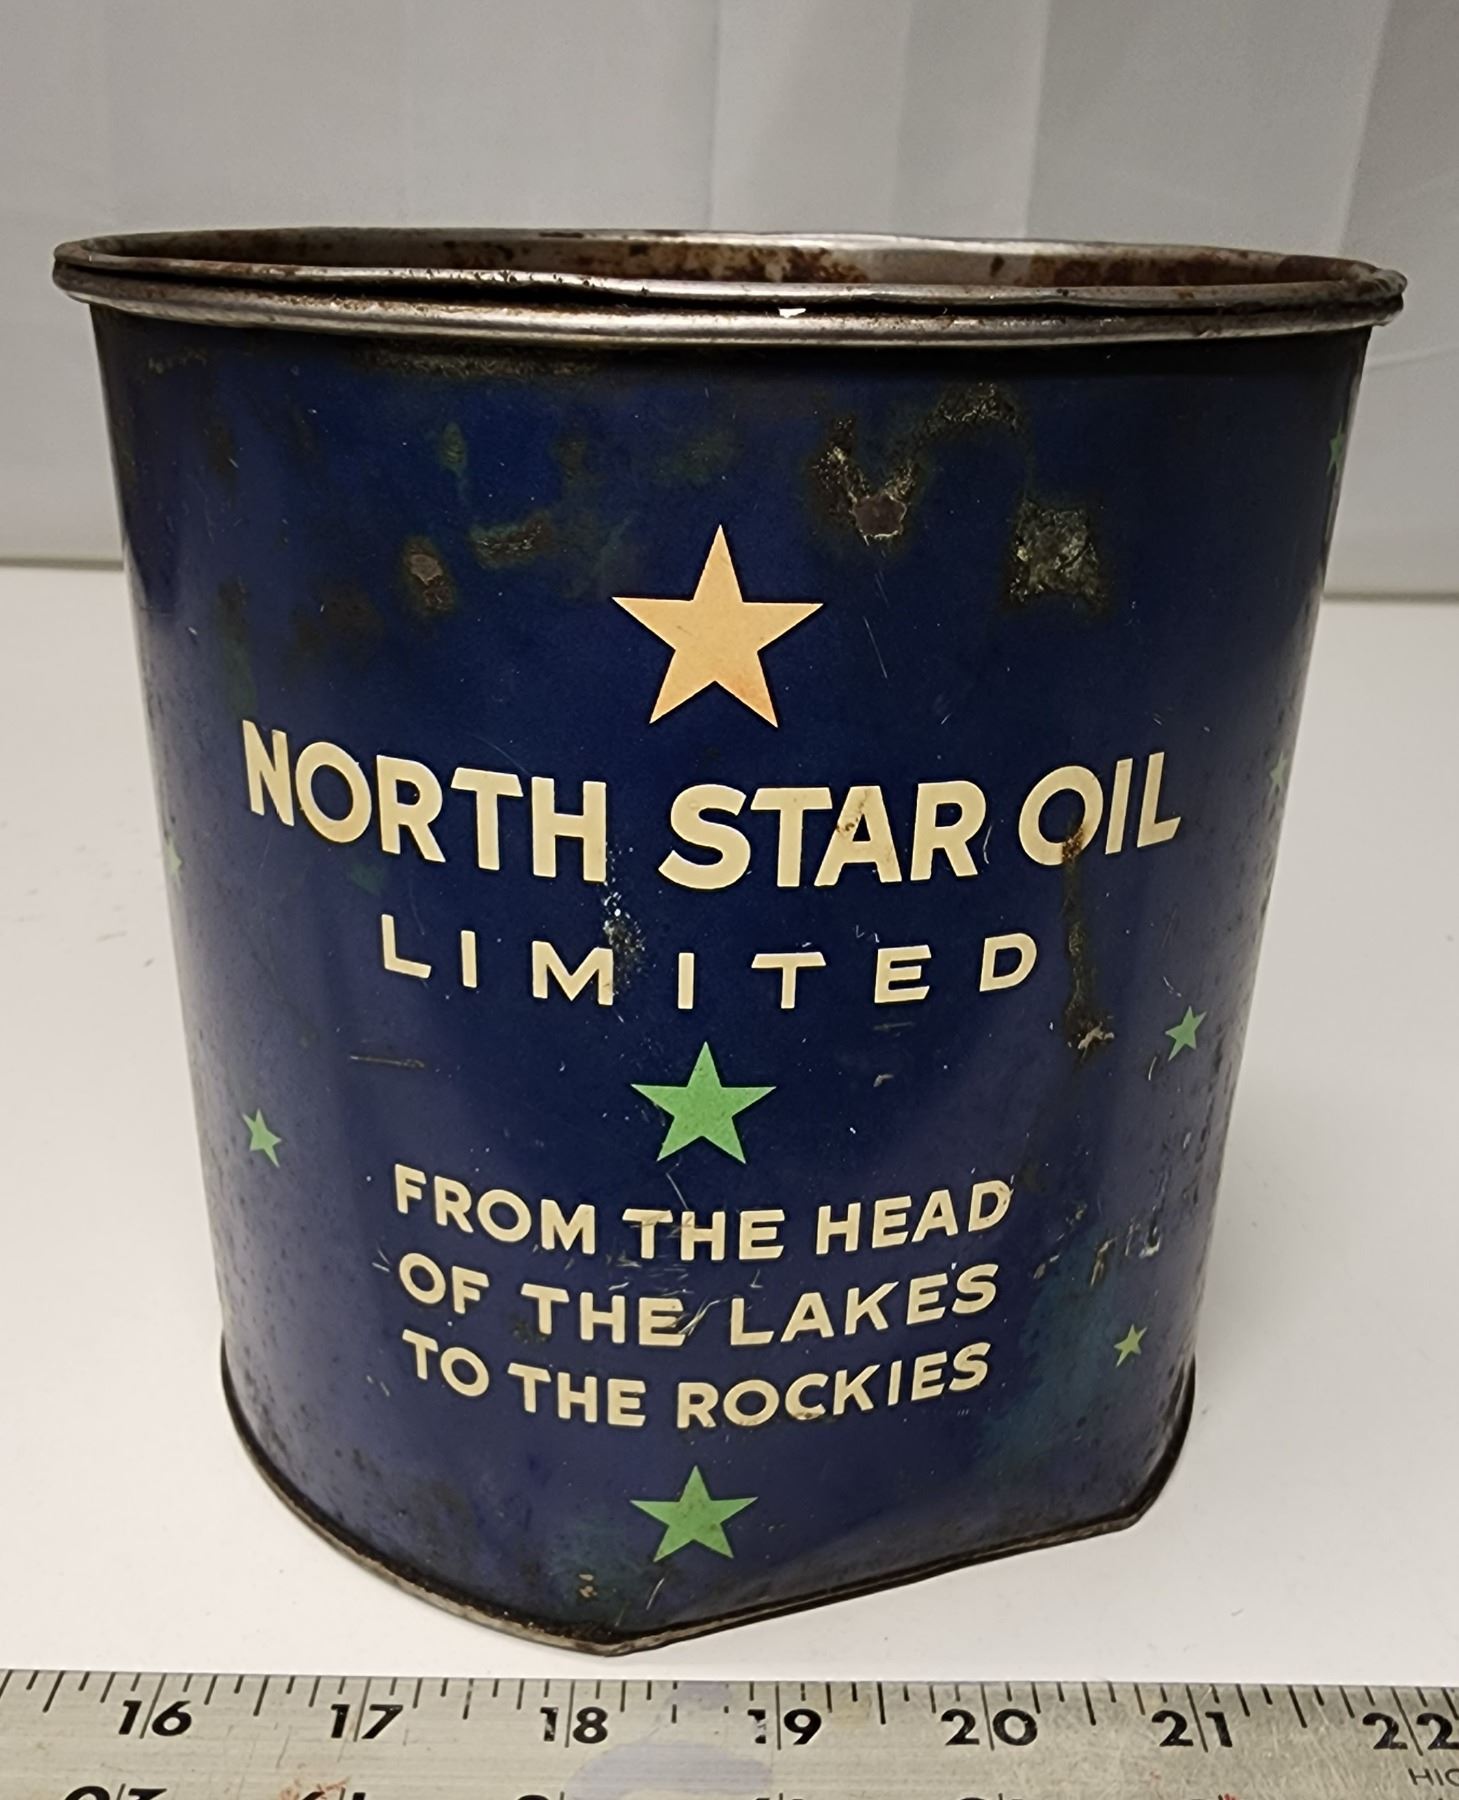 NORTH STAR OIL
LIMITED
FROM THE HEAD
OF THE LAKES
TO THE ROCKIES
16 17 18 19 20 21 22